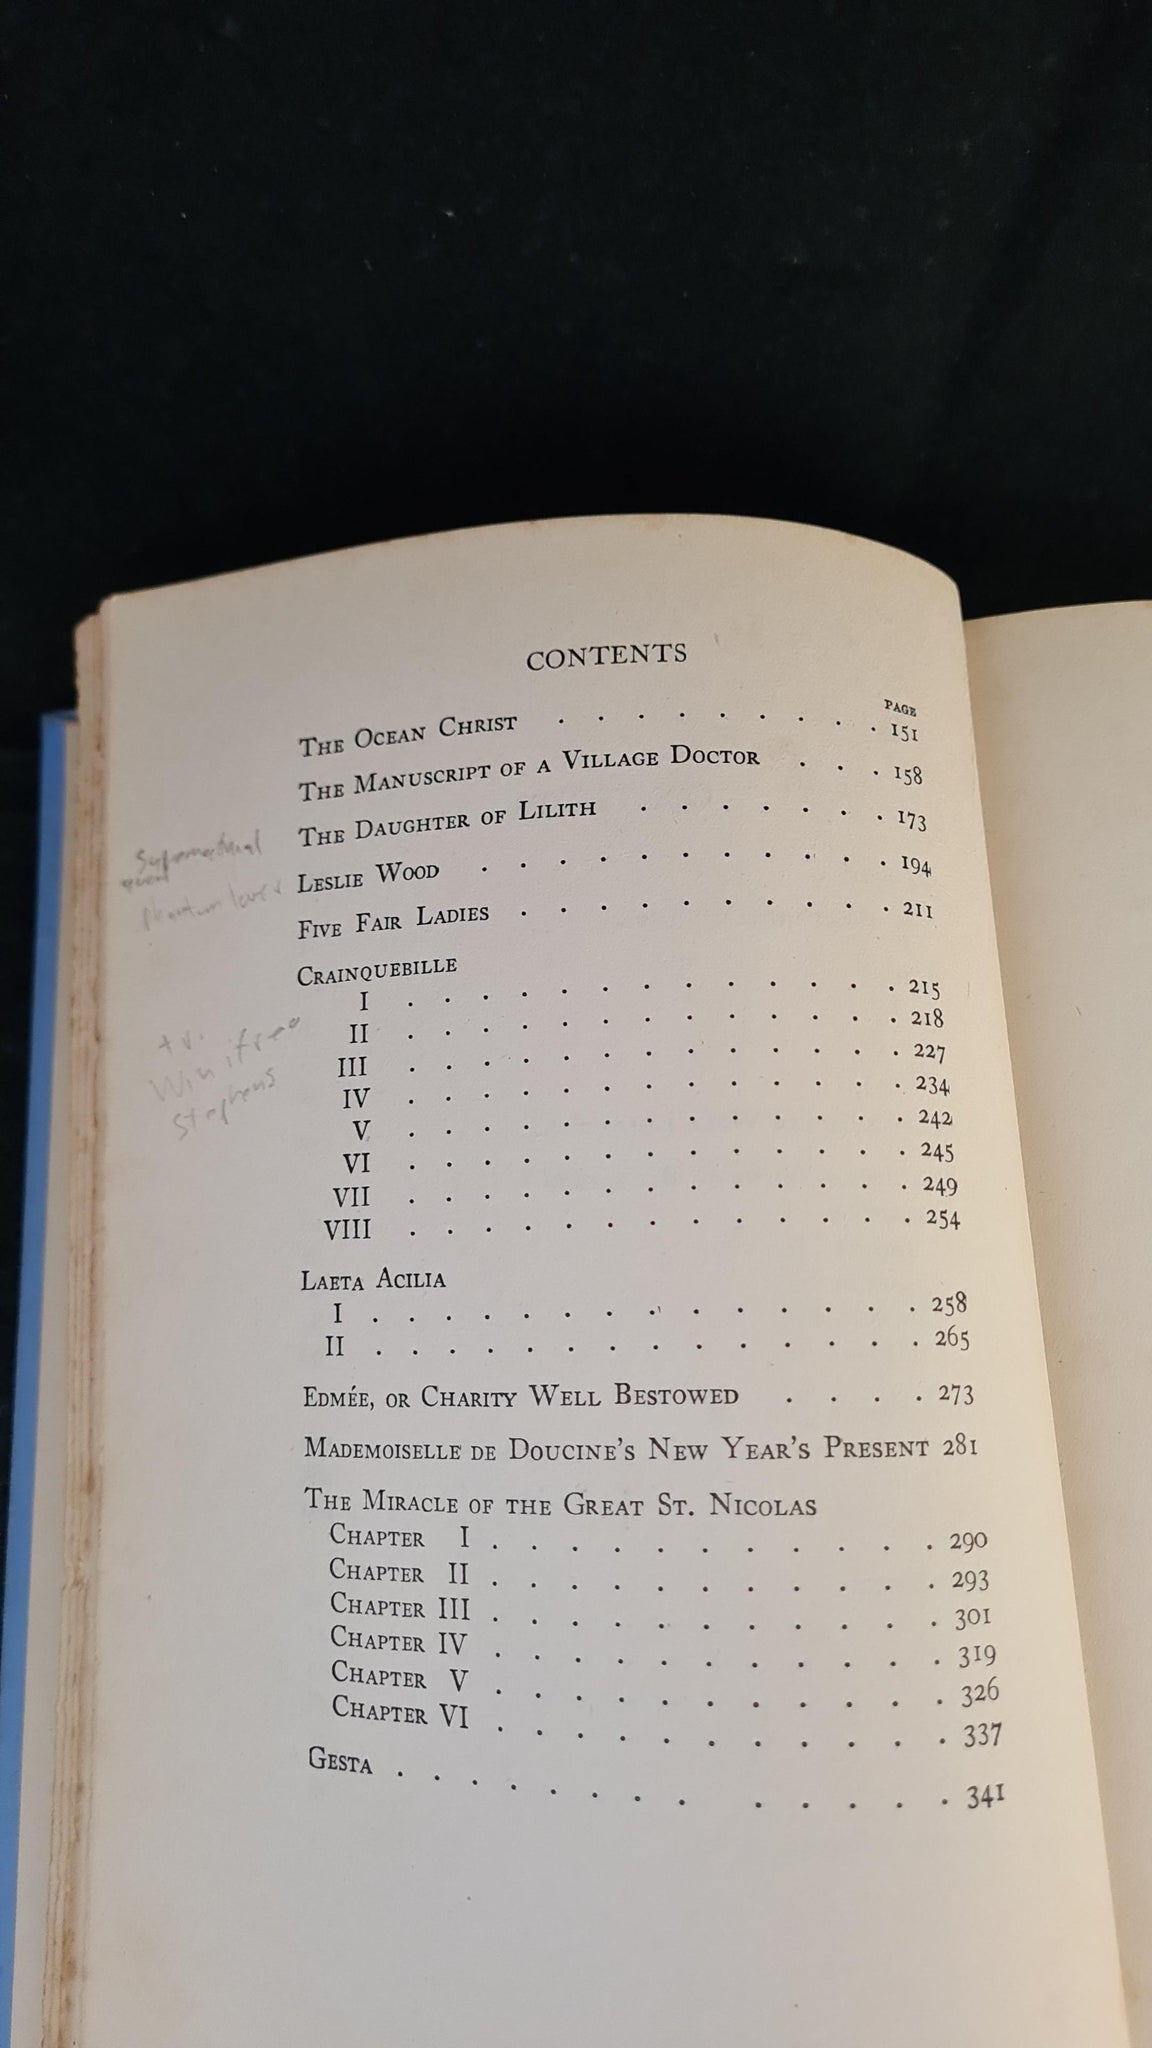 CONTENTS
PAGE
THE OCEAN CHRIST . . . . . . . . . 151
THE MANUSCRIPT OF A VILLAGE DOCTOR . . . 158
THE DAUGHTER OF LILITH . . . . . . . 173
Supernatural
LESLIE WOOD . . . . . . . . . . . 194
phantom lover
FIVE FAIR LADIES . . . . . . . . . . 211
CRAINQUEBILLE
I . . . . . . . . . . . . 215
II . . . . . . . . . . . . 218
tr.
III . . . . . . . . . . . . 227
Winifred
IV . . . . . . . . . . . . 234
Stephens
V . . . . . . . . . . . . 242
VI . . . . . . . . . . . . 245
VII . . . . . . . . . . . . 249
VIII . . . . . . . . . . . . 254
LAETA ACILIA
I . . . . . . . . . . . . . 258
II . . . . . . . . . . . . . 265
EDMÉE, OR CHARITY WELL BESTOWED . . . . 273
MADEMOISELLE DE DOUCINE'S NEW YEAR'S PRESENT 281
THE MIRACLE OF THE GREAT ST. NICOLAS
CHAPTER I . . . . . . . . . . . 290
CHAPTER II . . . . . . . . . . . 293
CHAPTER III . . . . . . . . . . . 301
CHAPTER IV . . . . . . . . . . . 319
CHAPTER V . . . . . . . . . . . 326
CHAPTER VI . . . . . . . . . . . 337
GESTA . . . . . . . . . . . . . 341